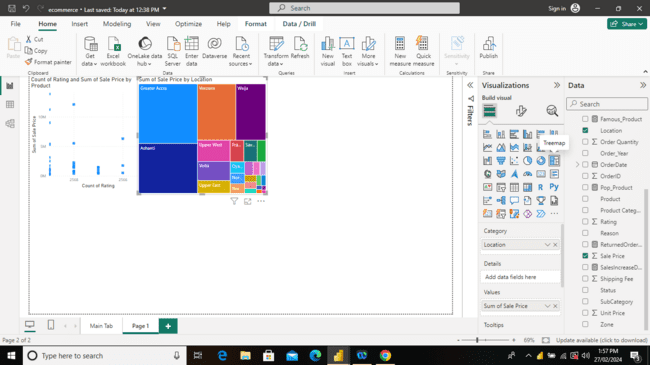 ecommerce • Last saved: Today at 12:38 PM
Search
Sign in
File
Home
Insert
Modeling
View
Optimize
Help
Format
Data / Drill
Share
Paste
Cut
Copy
Format painter
Get data
Excel workbook
OneLake data hub
SQL Server
Enter data
Dataverse
Recent sources
Transform data
Refresh
New visual
Text box
More visuals
New measure
Quick measure
Sensitivity
Publish
Clipboard
Data
Queries
Insert
Calculations
Sensitivity
Share
Count of Rating and Sum of Sale Price by Product
Sum of Sale Price
Count of Rating
Sum of Sale Price by Location
Greater Accra
Ashanti
Western
Weija
Upper West
Volta
Upper East
Filters
Visualizations
Build visual
Treemap
Category
Location
Details
Add data fields here
Values
Sum of Sale Price
Tooltips
Data
Search
Famous_Product
Location
Order Quantity
Order_Year
OrderDate
OrderID
Pop_Product
Product
Product Categ...
Rating
Reason
ReturnedOrder...
Sale Price
SalesIncreaseD...
Shipping Fee
Status
SubCategory
Unit Price
Zone
Main Tab
Page 1
Page 2 of 2
69%
Update available (click to download)
Type here to search
1:57 PM
27/02/2024